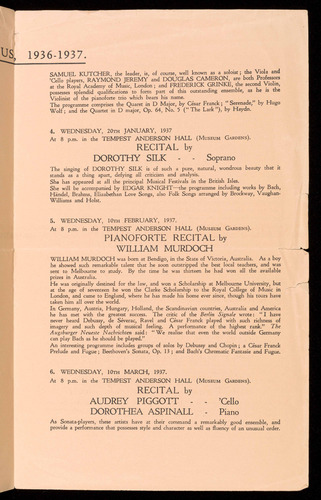 US, 1936-1937.
SAMUEL KUTCHER, the leader, is, of course, well known as a soloist; the Viola and
'Cello players, RAYMOND JEREMY and DOUGLAS CAMERON, are both Professors
at the Royal Academy of Music, London; and FREDERICK GRINKE, the second Violin,
possesses splendid qualifications to form part of this outstanding ensemble, as he is the
Violinist of the pianoforte trio which bears his name.
The programme comprises the Quartet in D Major, by César Franck; "Serenade," by Hugo
Wolf; and the Quartet in D major, Op. 64, No. 5 ("The Lark"), by Haydn.
4. WEDNESDAY, 20TH JANUARY, 1937
At 8 p.m. in the TEMPEST ANDERSON HALL (MUSEUM GARDENS).
RECITAL by
DOROTHY SILK - - Soprano
The singing of DOROTHY SILK is of such a pure, natural, wondrous beauty that it
stands as a thing apart, defying all criticism and analysis.
She has appeared at all the principal Musical Festivals in the British Isles.
She will be accompanied by EDGAR KNIGHT—the programme including works by Bach,
Händel, Brahms, Elizabethan Love Songs, also Folk Songs arranged by Brockway, Vaughan-
Williams and Holst.
5. WEDNESDAY, 10TH FEBRUARY, 1937.
At 8 p.m. in the TEMPEST ANDERSON HALL (MUSEUM GARDENS).
PIANOFORTE RECITAL by
WILLIAM MURDOCH
WILLIAM MURDOCH was born at Bendigo, in the State of Victoria, Australia. As a boy
he showed such remarkable talent that he soon outstripped the best local teachers, and was
sent to Melbourne to study. By the time he was thirteen he had won all the available
prizes in Australia.
He was originally destined for the law, and won a Scholarship at Melbourne University, but
at the age of seventeen he won the Clarke Scholarship to the Royal College of Music in
London, and came to England, where he has made his home ever since, though his tours have
taken him all over the world.
In Germany, Austria, Hungary, Holland, the Scandinavian countries, Australia and America
he has met with the greatest success. The critic of the Berlin Signale wrote: "I have
never heard Debussy, de Séverac, Ravel and César Franck played with such richness of
imagery and such depth of musical feeling. A performance of the highest rank." The
Augsburger Neueste Nachrichten said: "We realise that even the world outside Germany
can play Bach as he should be played."
An interesting programme includes groups of solos by Debussy and Chopin; a César Franck
Prelude and Fugue; Beethoven's Sonata, Op. 13; and Bach's Chromatic Fantasie and Fugue.
6. WEDNESDAY, 10TH MARCH, 1937.
At 8 p.m. in the TEMPEST ANDERSON HALL (MUSEUM GARDENS).
RECITAL by
AUDREY PIGGOTT - - 'Cello
DOROTHEA ASPINALL - Piano
As Sonata-players, these artists have at their command a remarkably good ensemble, and
provide a performance that possesses style and character as well as fluency of an unusual order.